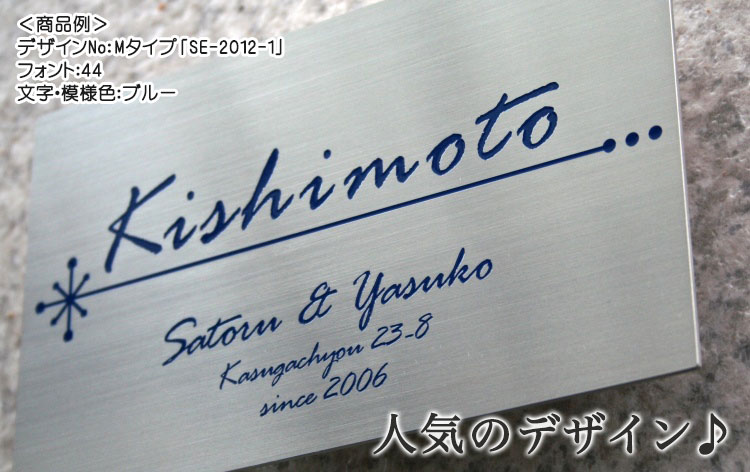 ＜商品例＞
デザインNo:Mタイプ「SE-2012-1」
フォント:44
文字・模様色:ブルー
Kishimoto...
Satoru & Yasuko
Kasugachyou 23-8
since 2006
人気のデザイン♪